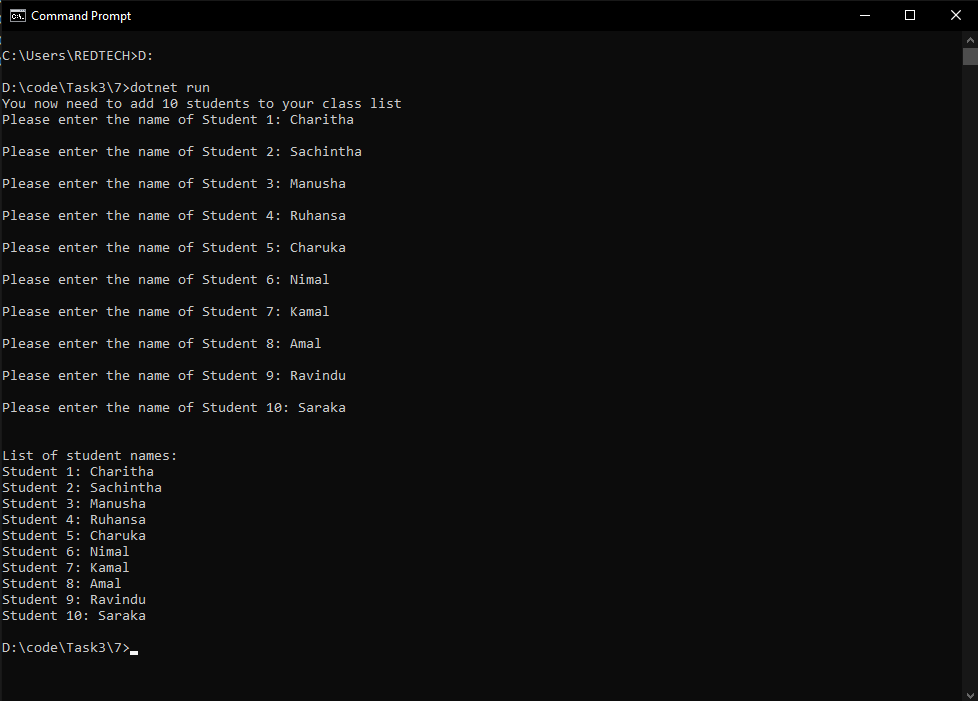 Command Prompt
C:\Users\REDTECH>D:
D:\code\Task3\7>dotnet run
You now need to add 10 students to your class list
Please enter the name of Student 1: Charitha
Please enter the name of Student 2: Sachintha
Please enter the name of Student 3: Manusha
Please enter the name of Student 4: Ruhansa
Please enter the name of Student 5: Charuka
Please enter the name of Student 6: Nimal
Please enter the name of Student 7: Kamal
Please enter the name of Student 8: Amal
Please enter the name of Student 9: Ravindu
Please enter the name of Student 10: Saraka
List of student names:
Student 1: Charitha
Student 2: Sachintha
Student 3: Manusha
Student 4: Ruhansa
Student 5: Charuka
Student 6: Nimal
Student 7: Kamal
Student 8: Amal
Student 9: Ravindu
Student 10: Saraka
D:\code\Task3\7>